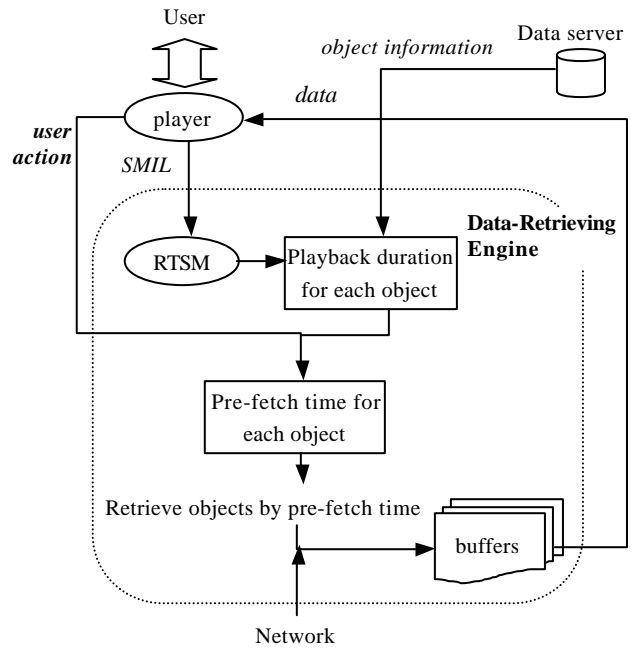 User
Data server
object information
data
player
user
action
SMIL
Data-Retrieving
Engine
RTSM
Playback duration
for each object
Pre-fetch time for
each object
Retrieve objects by pre-fetch time
buffers
Network